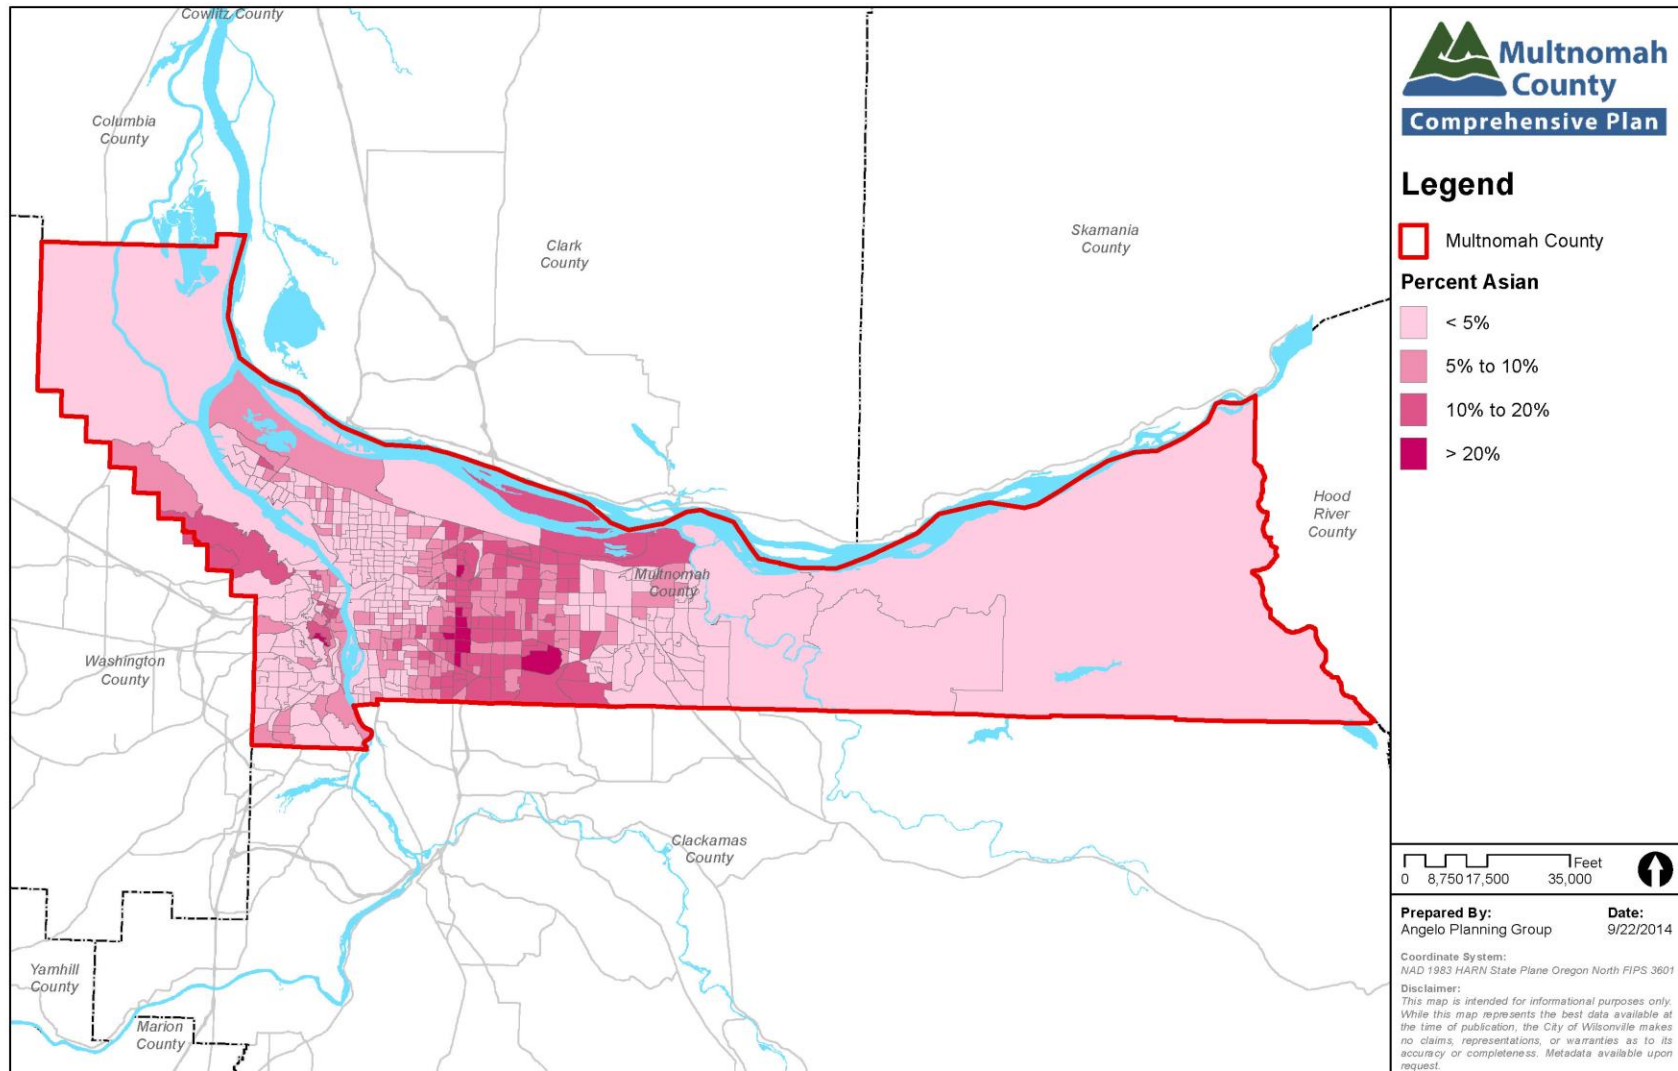 Cowlitz County
Columbia
County
Clark
County
Skamania
County
Hood
River
County
Multnomah
County
Washington
County
Clackamas
County
Yamhill
County
Marion
County
Multnomah
County
Comprehensive Plan
Legend
Multnomah County
Percent Asian
< 5%
5% to 10%
10% to 20%
> 20%
Feet
0 8,750 17,500 35,000
Prepared By: Date:
Angelo Planning Group 9/22/2014
Coordinate System:
NAD 1983 HARN State Plane Oregon North FIPS 3601
Disclaimer:
This map is intended for informational purposes only.
While this map represents the best data available at
the time of publication, the City of Wilsonville makes
no claims, representations, or warranties as to its
accuracy or completeness. Metadata available upon
request.